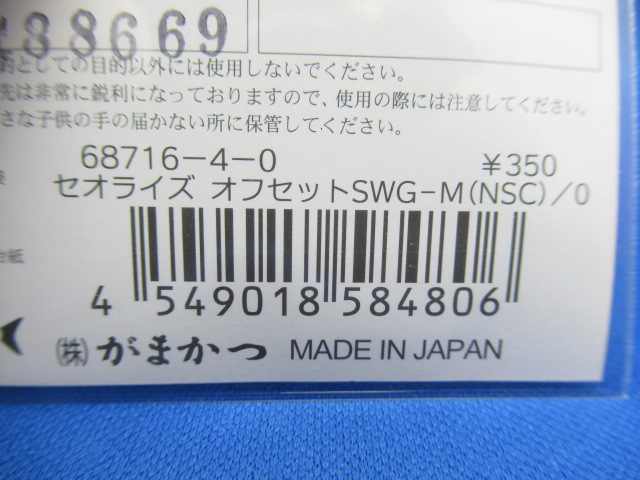 88669
としての目的以外には使用しないでください。
先は非常に鋭利になっておりますので、使用の際には注意してください。
さな子供の手の届かない所に保管してください。
68716-4-0 ¥350
セオライズ オフセットSWG-M(NSC)/0
4 549018 584806
(株)がまかつ MADE IN JAPAN